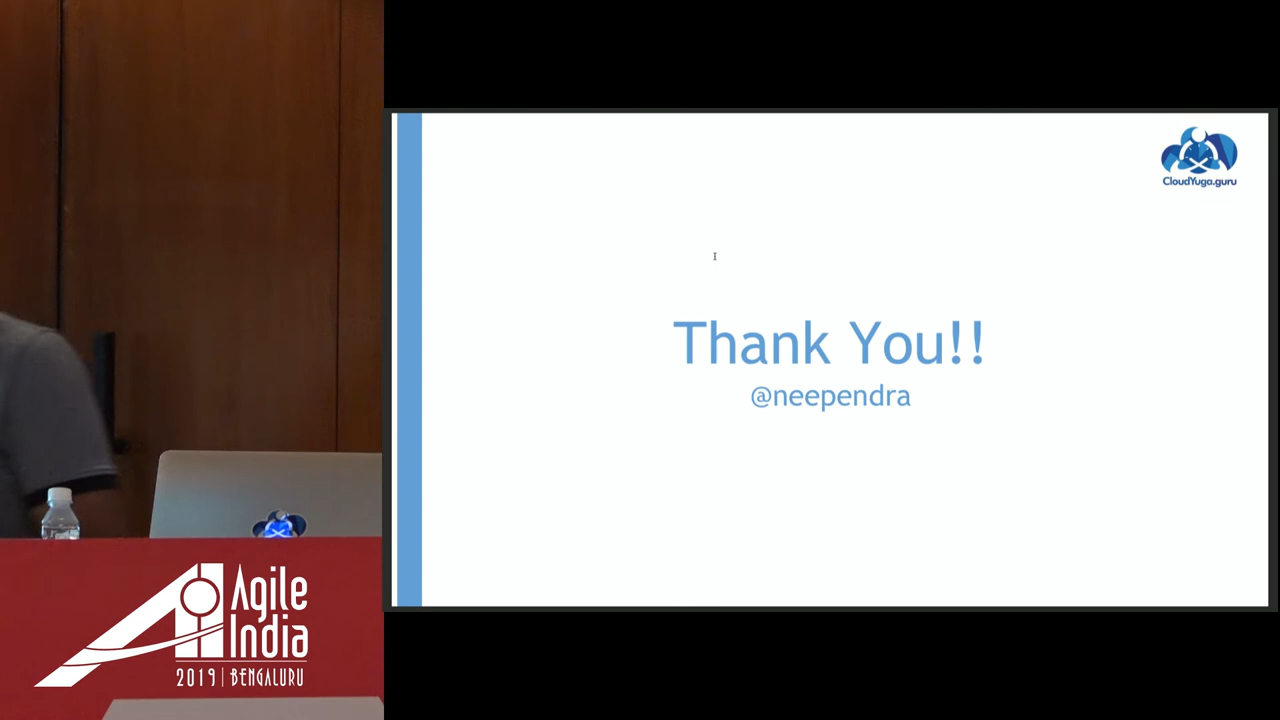 CloudYuga.guru
Thank You!!
@neependra
Agile
India
2019 | BENGALURU